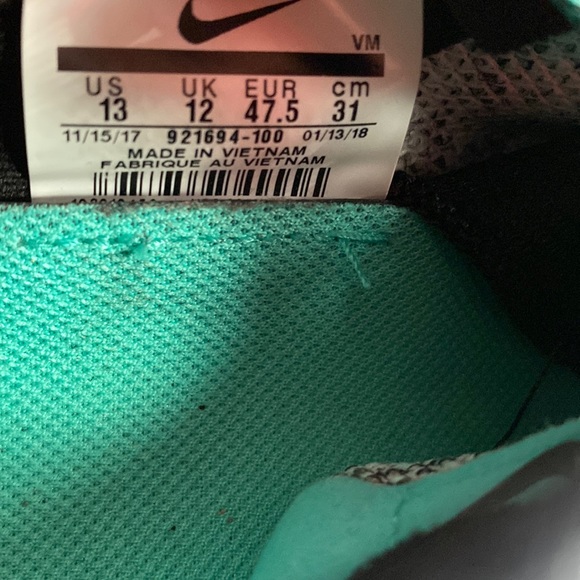 VM
US UK EUR cm
13 12 47.5 31
11/15/17 921694-100 01/13/18
MADE IN VIETNAM
FABRIQUE AU VIETNAM